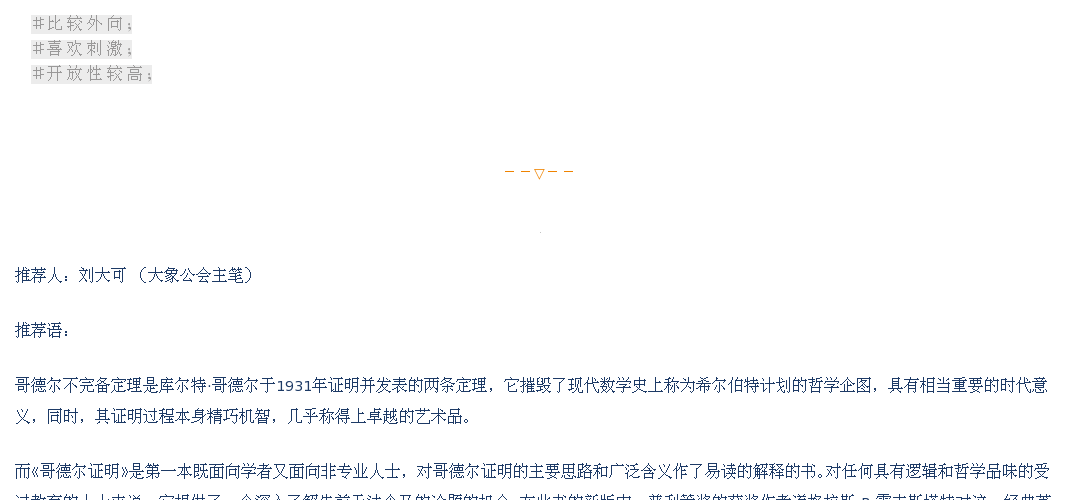 #比较外向；
#喜欢刺激；
#开放性较高；
推荐人：刘大可 （大象公会主笔）
推荐语：
哥德尔不完备定理是库尔特·哥德尔于1931年证明并发表的两条定理，它摧毁了现代数学史上称为希尔伯特计划的哲学企图，具有相当重要的时代意
义，同时，其证明过程本身精巧机智，几乎称得上卓越的艺术品。
而《哥德尔证明》是第一本既面向学者又面向非专业人士，对哥德尔证明的主要思路和广泛含义作了易读的解释的书。对任何具有逻辑和哲学品味的受